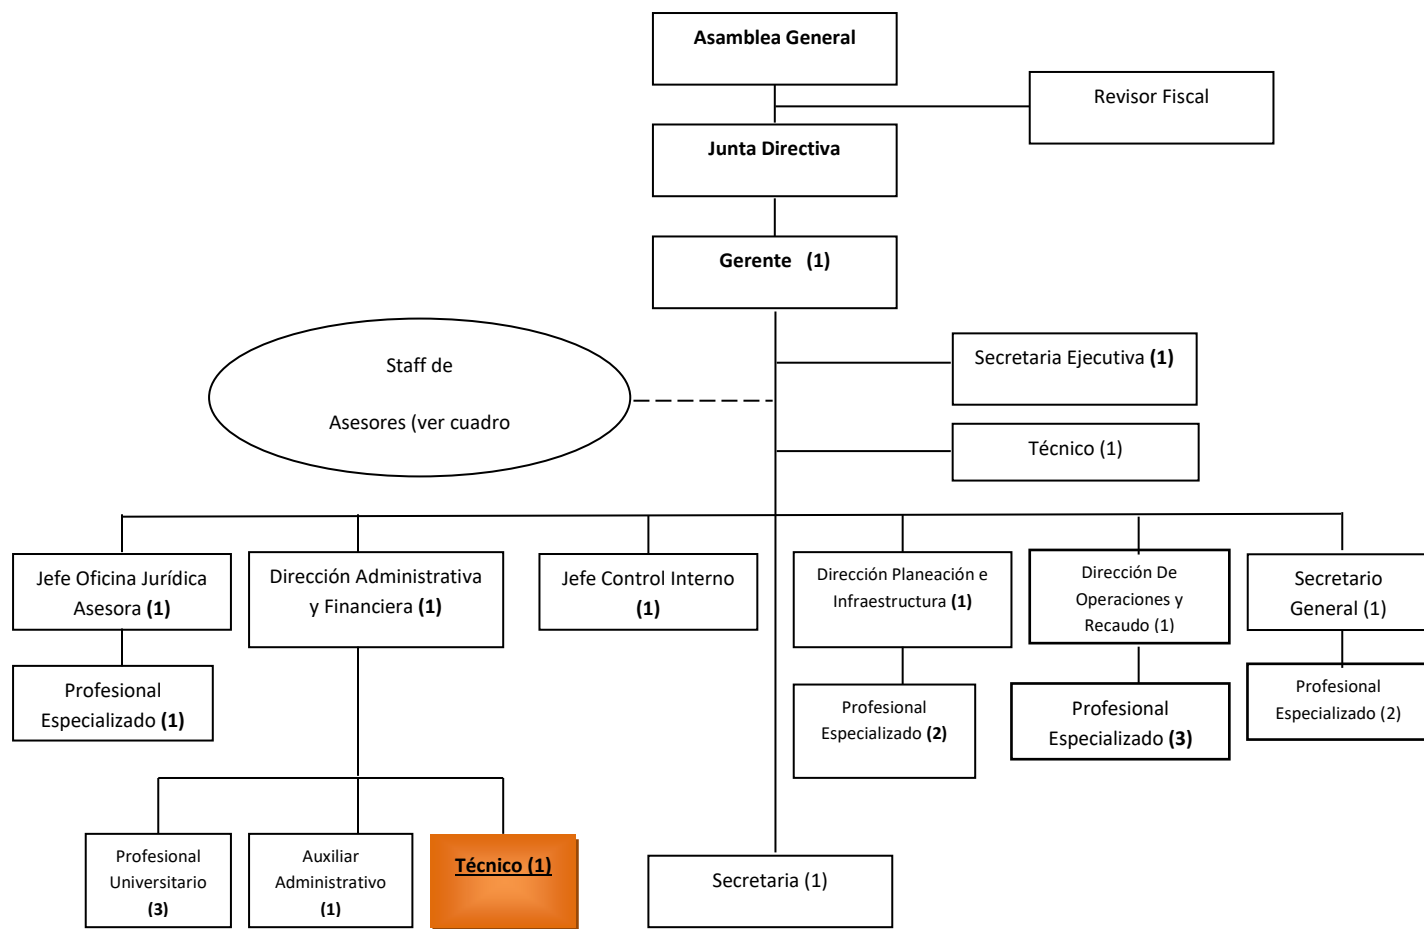 Asamblea General
Revisor Fiscal
Junta Directiva
Gerente (1)
Staff de
Asesores (ver cuadro
Secretaria Ejecutiva (1)
Técnico (1)
Jefe Oficina Jurídica
Asesora (1)
Dirección Administrativa
y Financiera (1)
Jefe Control Interno
(1)
Dirección Planeación e
Infraestructura (1)
Dirección De
Operaciones y
Recaudo (1)
Secretario
General (1)
Profesional
Especializado (1)
Profesional
Especializado (2)
Profesional
Especializado (3)
Profesional
Especializado (2)
Profesional
Universitario
(3)
Auxiliar
Administrativo
(1)
Técnico (1)
Secretaria (1)